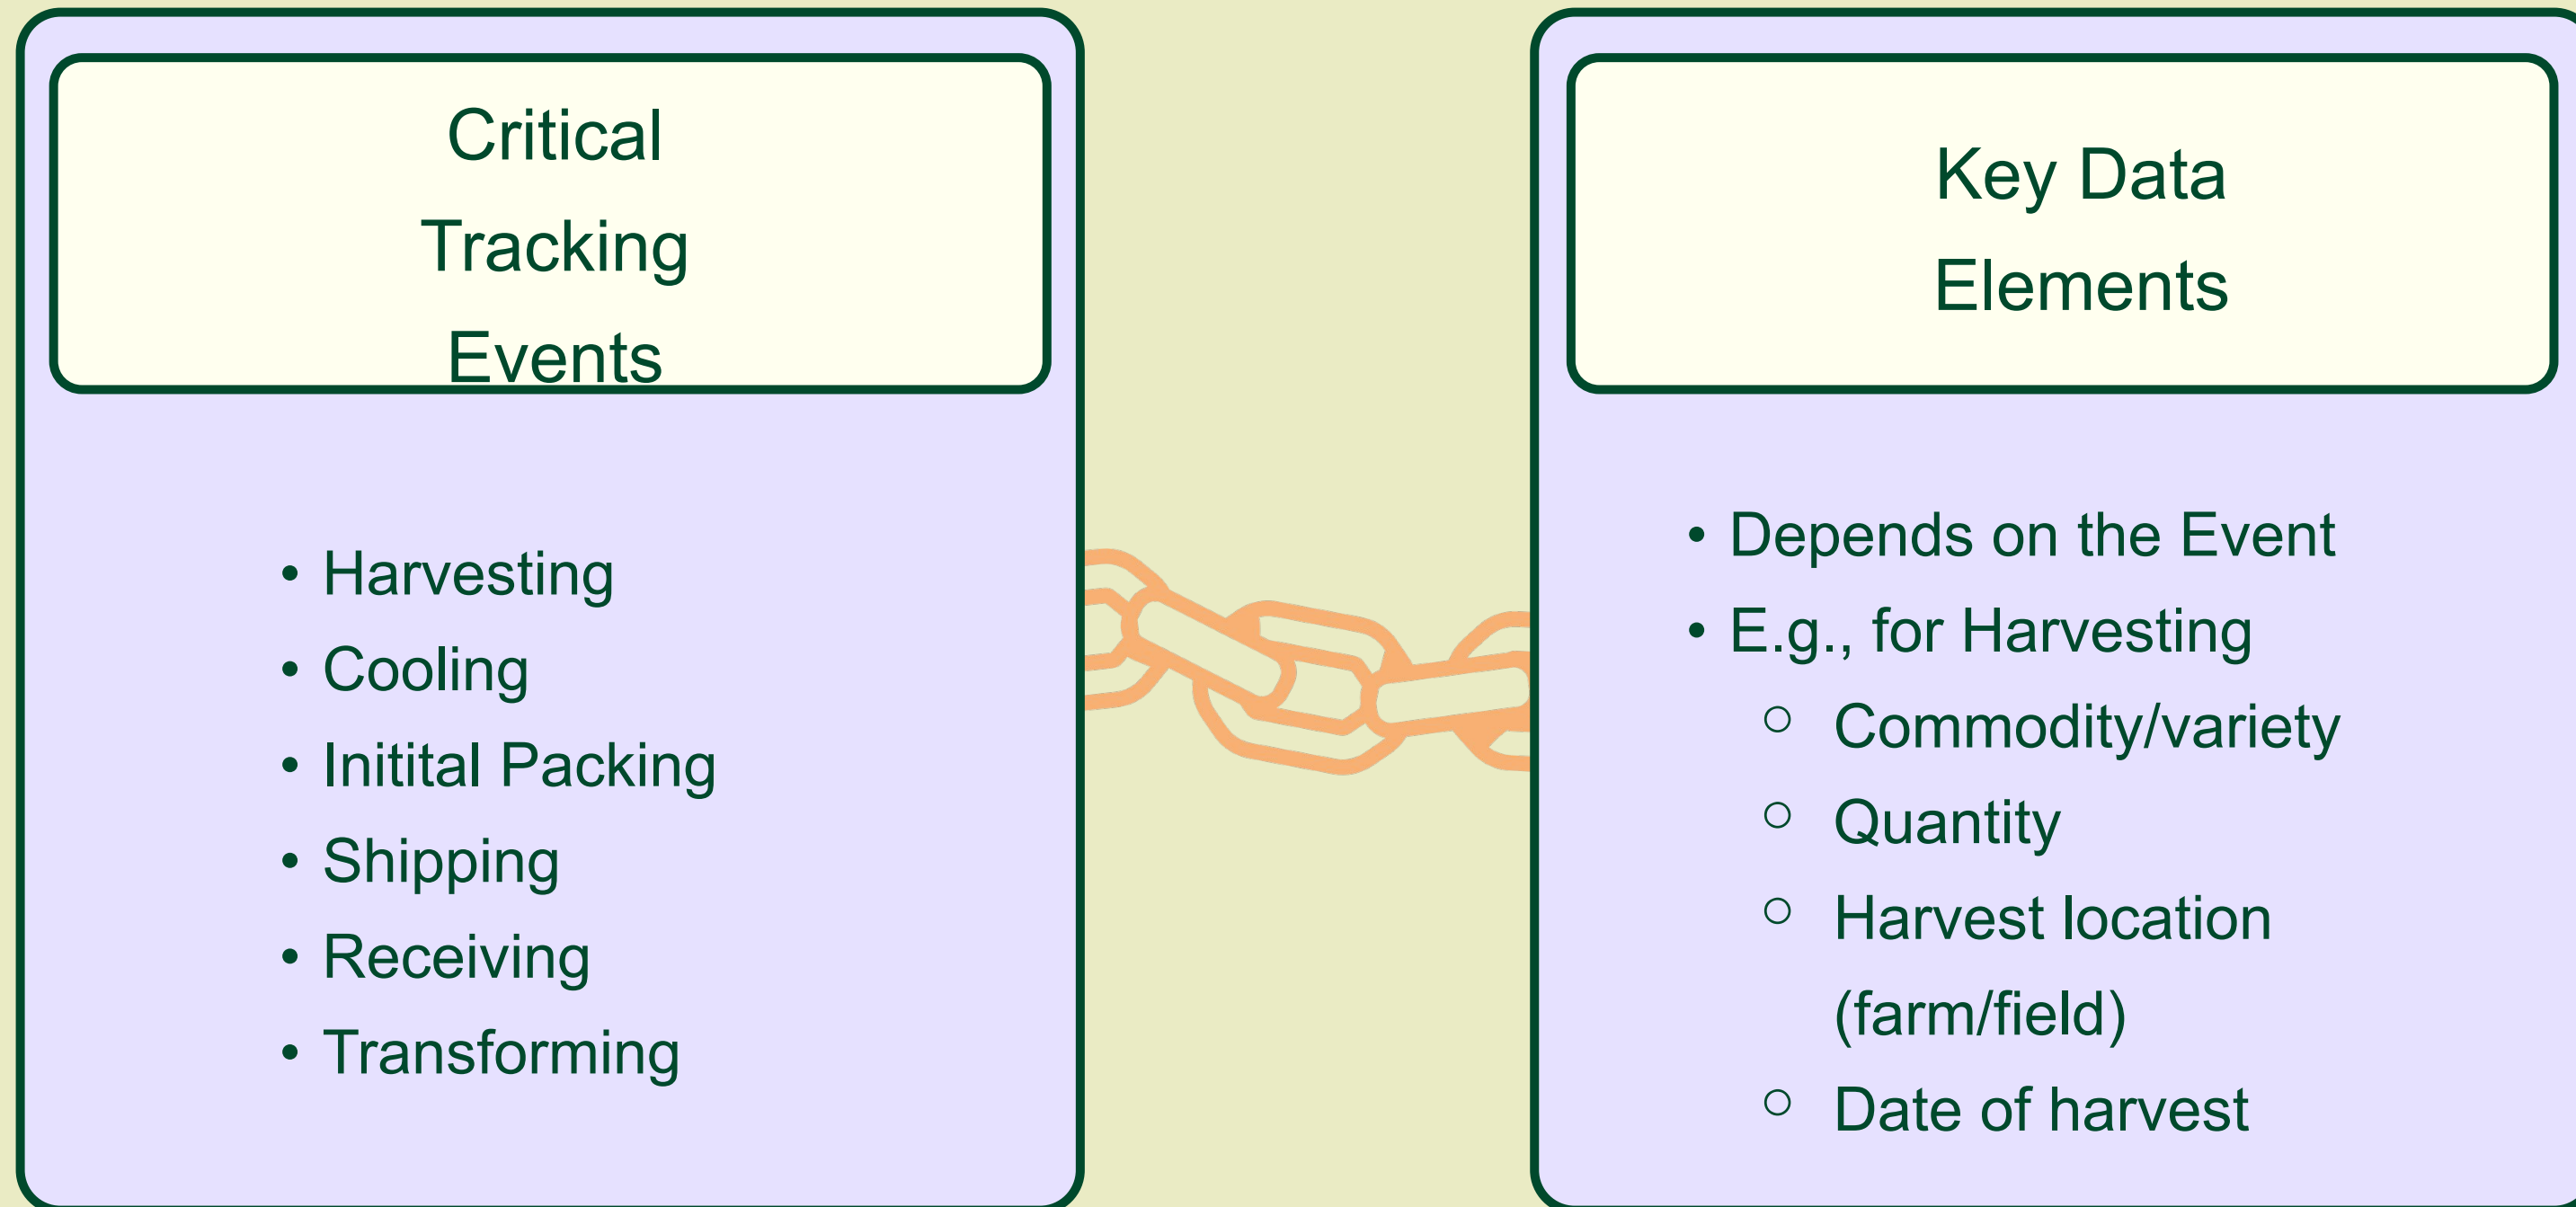 Critical
Tracking
Events
• Harvesting
• Cooling
• Initital Packing
• Shipping
• Receiving
• Transforming
Key Data
Elements
• Depends on the Event
• E.g., for Harvesting
○ Commodity/variety
○ Quantity
○ Harvest location
(farm/field)
○ Date of harvest